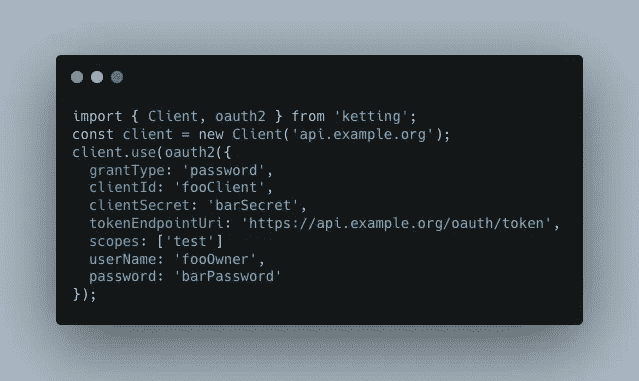 import { Client, oauth2 } from 'ketting';
const client = new Client('api.example.org');
client.use(oauth2({
  grantType: 'password',
  clientId: 'fooClient',
  clientSecret: 'barSecret',
  tokenEndpointUri: 'https://api.example.org/oauth/token',
  scopes: ['test']
  userName: 'fooOwner',
  password: 'barPassword'
});